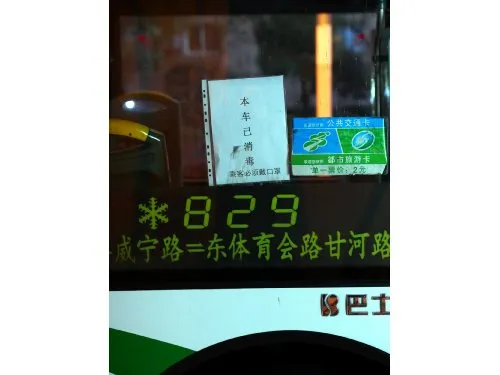 本
车
已
消
毒
乘客必须戴口罩
公共交通卡
都市旅游卡
单一票价：2元
829
威宁路=东体育会路甘河路
巴士